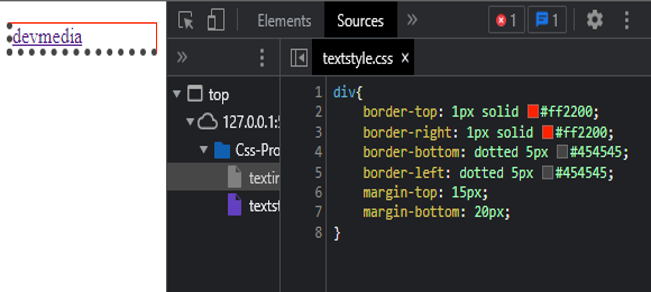 devmedia
Elements Sources »
1 1
» textstyle.css ×
top
127.0.0.1:5
Css-Pro
textir
textst
1 div{
2 border-top: 1px solid #ff2200;
3 border-right: 1px solid #ff2200;
4 border-bottom: dotted 5px #454545;
5 border-left: dotted 5px #454545;
6 margin-top: 15px;
7 margin-bottom: 20px;
8 }